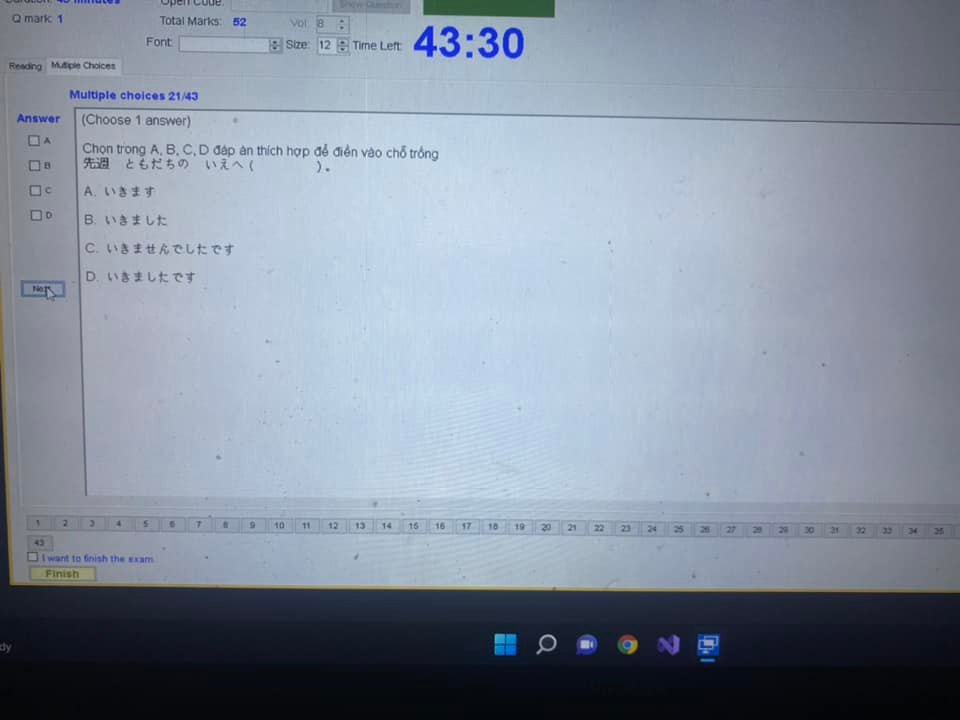 Open Code:
Show Question
Q mark: 1
Total Marks: 52
Vol 8
Font:
Size: 12
Time Left: 43:30
Reading
Multiple Choices
Multiple choices 21/43
Answer
(Choose 1 answer)
A
B
C
D
Chọn trong A, B, C, D đáp án thích hợp để điền vào chỗ trống
先週 ともだちの いえへ ( )。
A. いきます
B. いきました
C. いきませんでしたです
D. いきましたです
1 2 3 4 5 6 7 8 9 10 11 12 13 14 15 16 17 18 19 20 21 22 23 24 25 26 27 28 29 30 31 32 33 34 35
43
I want to finish the exam.
Finish